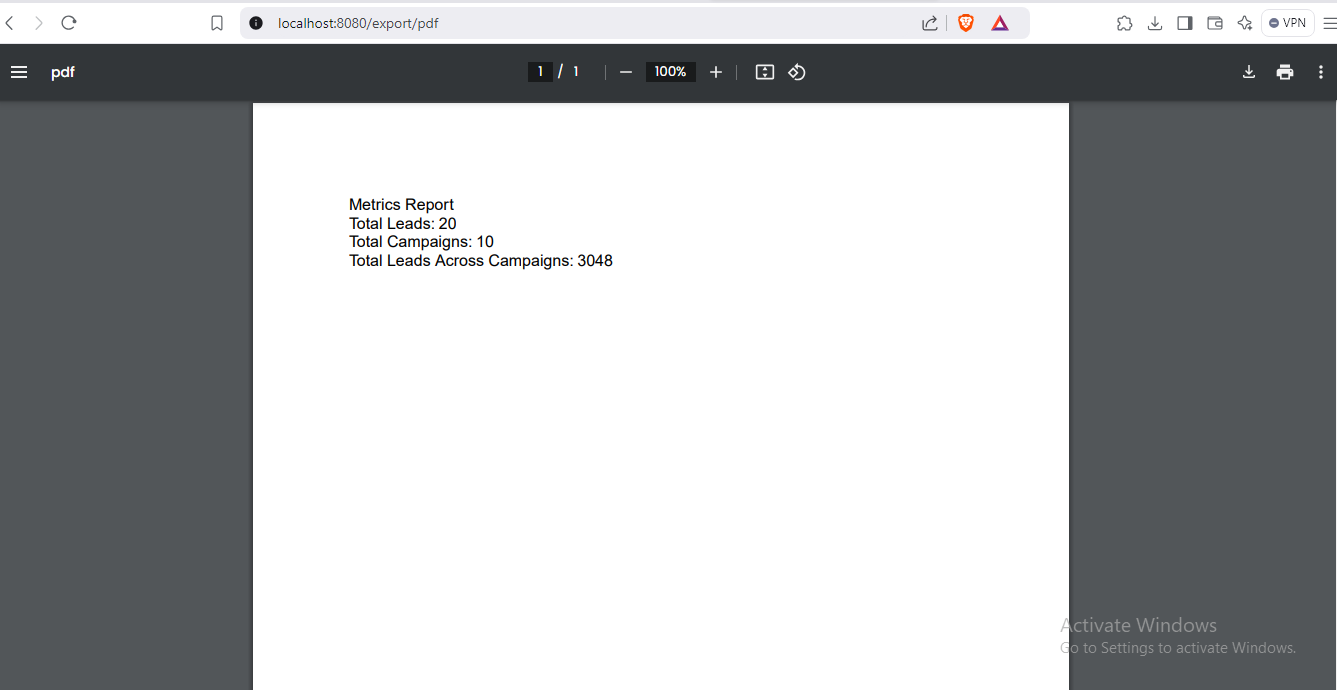 localhost:8080/export/pdf
VPN
pdf
1 / 1
100%
Metrics Report
Total Leads: 20
Total Campaigns: 10
Total Leads Across Campaigns: 3048
Activate Windows
Go to Settings to activate Windows.